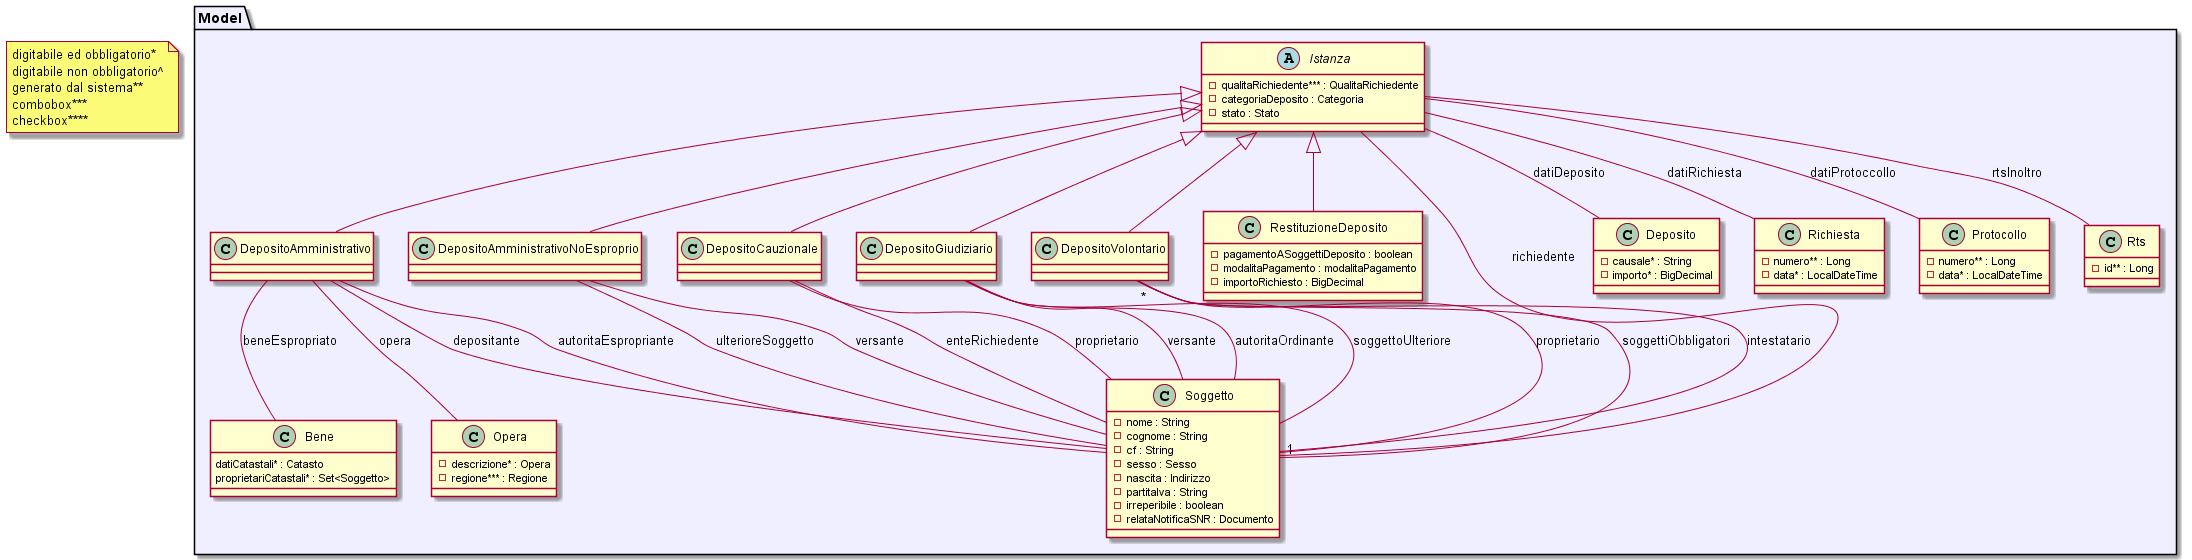 Model
digitabile ed obbligatorio*
digitabile non obbligatorio^
generato dal sistema**
combobox***
checkbox****
A Istanza
qualitaRichiedente*** : QualitaRichiedente
categoriaDeposito : Categoria
stato : Stato
datiDeposito
datiRichiesta
datiProtoccollo
rtsInoltro
C DepositoAmministrativo
C DepositoAmministrativoNoEsproprio
C DepositoCauzionale
C DepositoGiudiziario
C DepositoVolontario
C RestituzioneDeposito
pagamentoASoggettiDeposito : boolean
modalitaPagamento : modalitaPagamento
importoRichiesto : BigDecimal
richiedente
C Deposito
causale* : String
importo* : BigDecimal
C Richiesta
numero** : Long
data* : LocalDateTime
C Protocollo
numero** : Long
data* : LocalDateTime
C Rts
id** : Long
*
beneEspropriato
opera
depositante
autoritaEspropriante
ulterioreSoggetto
versante
enteRichiedente
proprietario
versante
autoritaOrdinante
soggettoUlteriore
proprietario
soggettiObbligatori
intestatario
C Bene
datiCatastali* : Catasto
proprietariCatastali* : Set<Soggetto>
C Opera
descrizione* : Opera
regione*** : Regione
C Soggetto
nome : String
cognome : String
cf : String
sesso : Sesso
nascita : Indirizzo
partitaIva : String
irreperibile : boolean
relataNotificaSNR : Documento
1